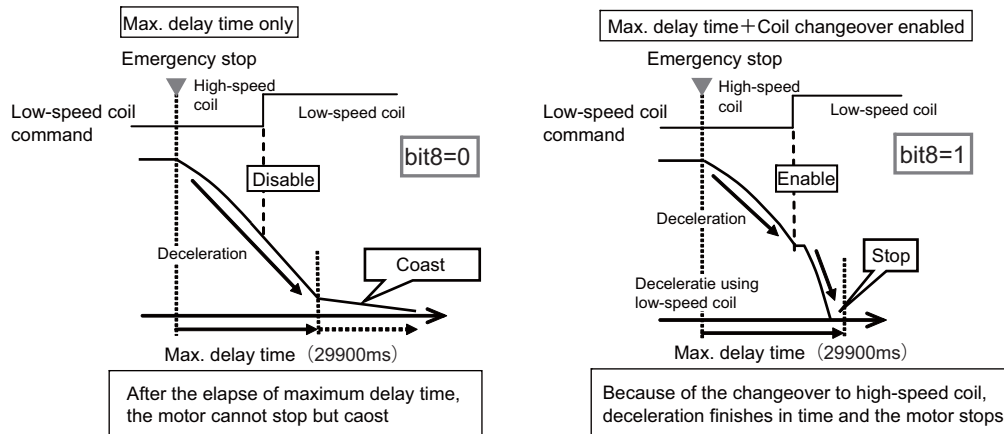 Max. delay time only
Emergency stop
High-speed
coil
Low-speed coil
Low-speed coil
command
bit8=0
Disable
Deceleration
Coast
Max. delay time （29900ms）
After the elapse of maximum delay time,
the motor cannot stop but caost
Max. delay time＋Coil changeover enabled
Emergency stop
High-speed
coil
Low-speed coil
Low-speed coil
command
bit8=1
Enable
Deceleration
Stop
Deceleratie using
low-speed coil
Max. delay time （29900ms）
Because of the changeover to high-speed coil,
deceleration finishes in time and the motor stops